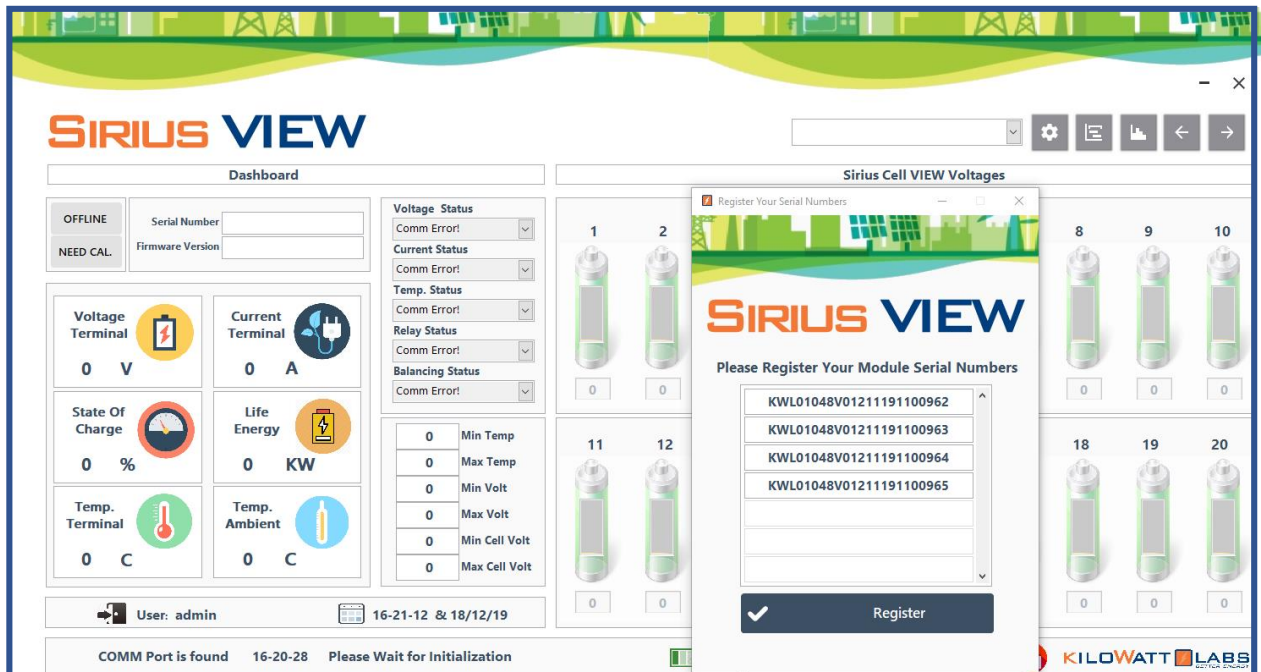 SIRIUS VIEW
Dashboard
Sirius Cell VIEW Voltages
OFFLINE
NEED CAL.
Serial Number
Firmware Version
Voltage Status
Comm Error!
Current Status
Comm Error!
Temp. Status
Comm Error!
Relay Status
Comm Error!
Balancing Status
Comm Error!
Voltage
Terminal
0 V
Current
Terminal
0 A
State Of
Charge
0 %
Life
Energy
0 KW
Temp.
Terminal
0 C
Temp.
Ambient
0 C
0 Min Temp
0 Max Temp
0 Min Volt
0 Max Volt
0 Min Cell Volt
0 Max Cell Volt
1 2 8 9 10
0 0 0 0 0
11 12 18 19 20
0 0 0 0 0
Register Your Serial Numbers
SIRIUS VIEW
Please Register Your Module Serial Numbers
KWL01048V01211191100962
KWL01048V01211191100963
KWL01048V01211191100964
KWL01048V01211191100965
Register
User: admin
16-21-12 & 18/12/19
COMM Port is found 16-20-28 Please Wait for Initialization
KILOWATT LABS
BETTER ENERGY